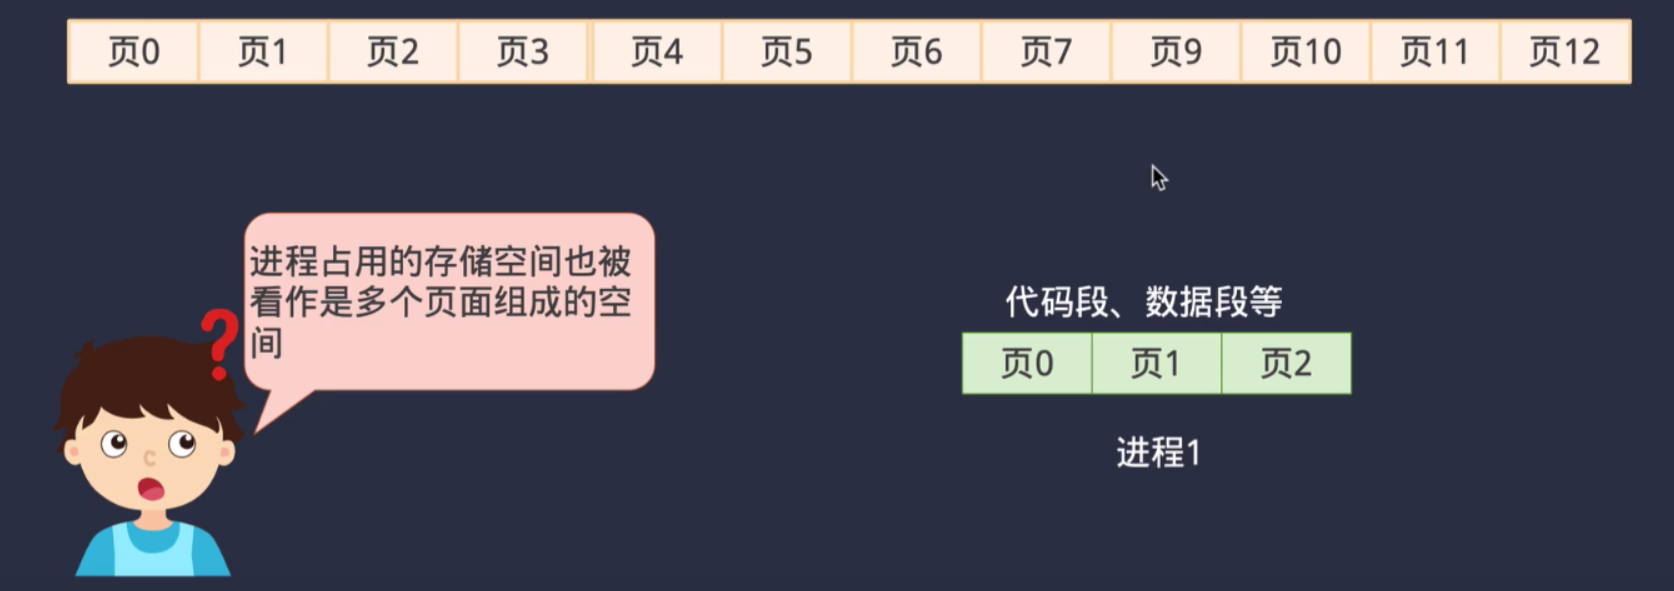 页0 页1 页2 页3 页4 页5 页6 页7 页9 页10 页11 页12
进程占用的存储空间也被
看作是多个页面组成的空
间
?
代码段、数据段等
页0 页1 页2
进程1